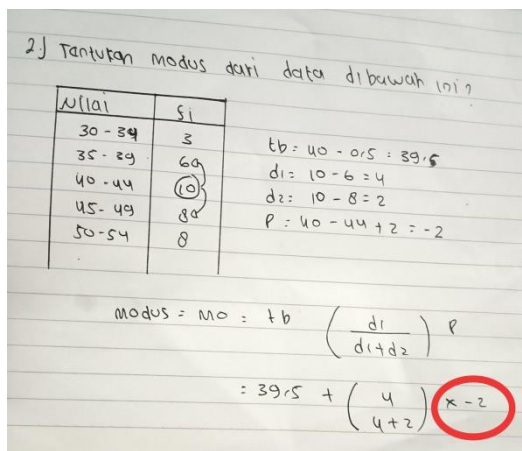 2.) Tantukan modus dari data dibawah ini?
Nilai Si
30 - 34 3
35 - 39 6
40 - 44 10
45 - 49 8
50 - 54 8
tb = 40 - 0,5 = 39,5
d1 = 10 - 6 = 4
d2 = 10 - 8 = 2
P = 40 - 44 + 2 = -2
modus = Mo = tb (d1 / d1+d2) P
= 39,5 + (4 / 4+2) x - 2